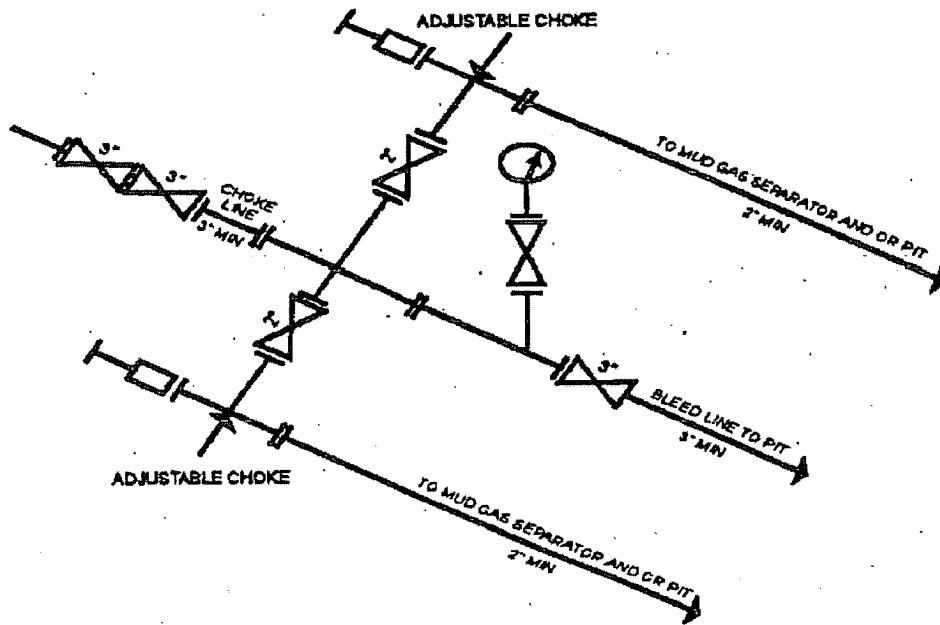 ADJUSTABLE CHOKE
3"
3"
CHOKE
LINE
3" MIN
TO MUD GAS SEPARATOR AND OR PIT
2" MIN
3"
BLEED LINE TO PIT
3" MIN
ADJUSTABLE CHOKE
TO MUD GAS SEPARATOR AND OR PIT
2" MIN